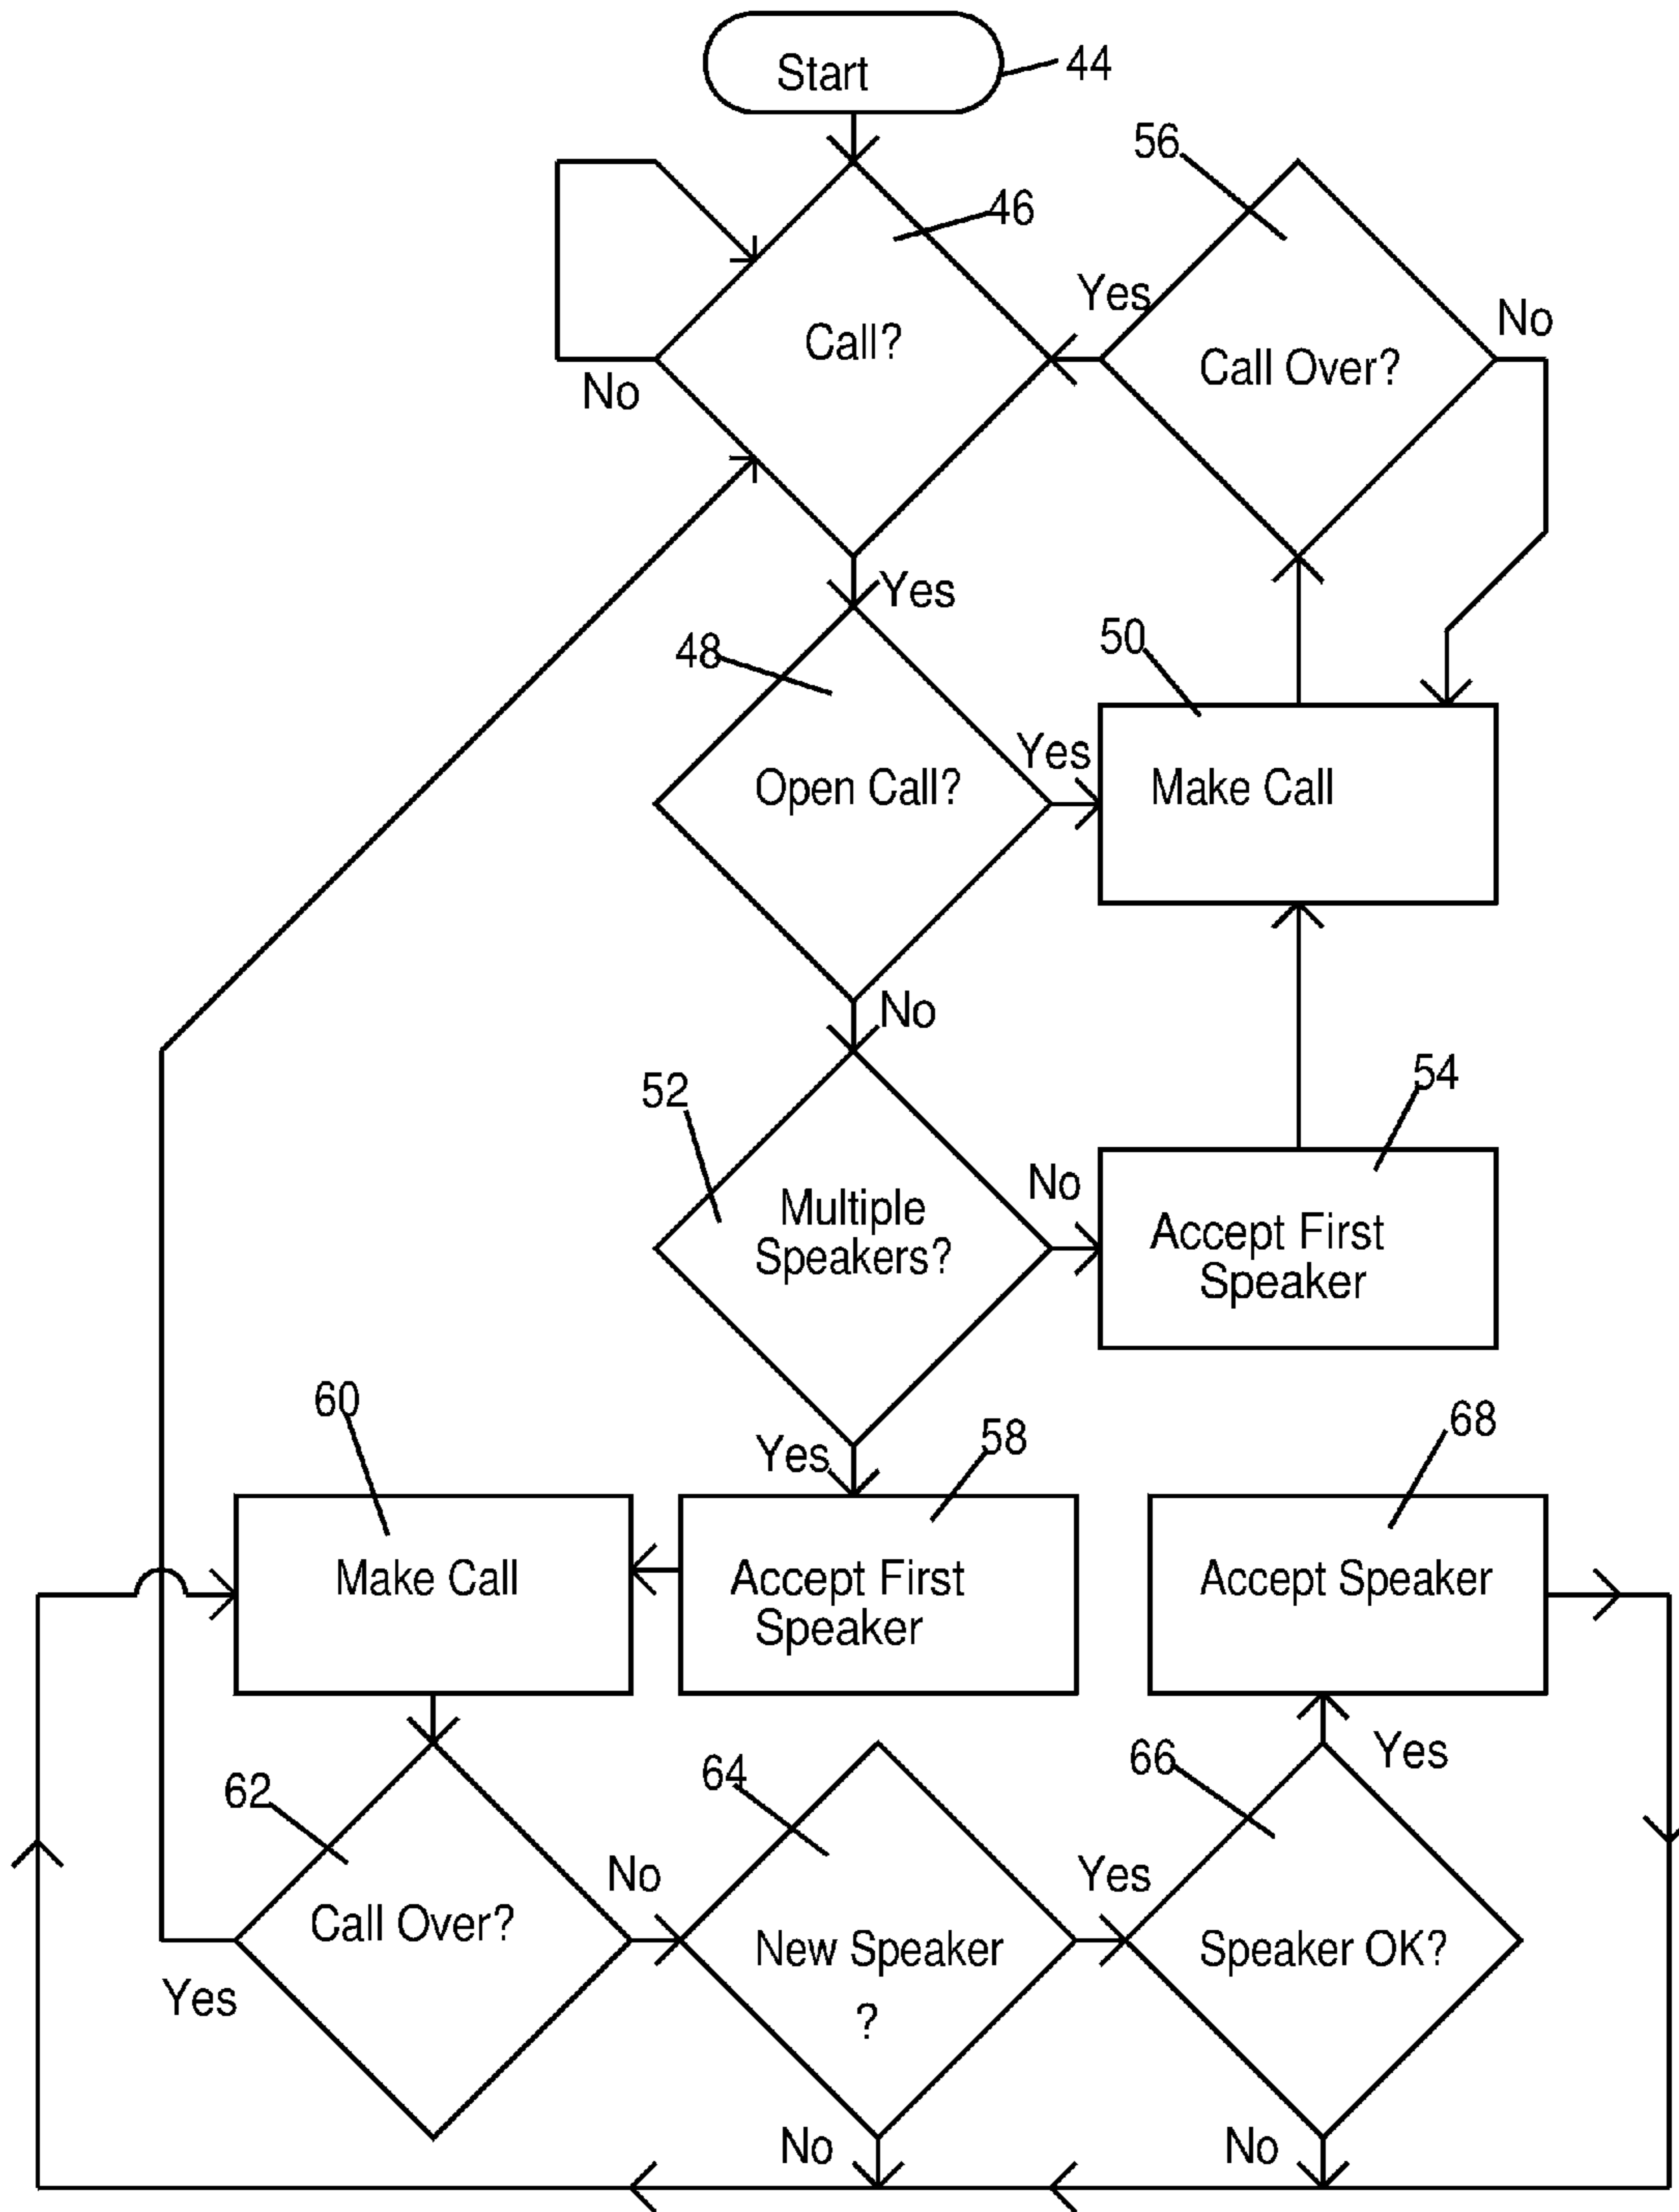 Start
44
56
46
Yes
No
Call?
Call Over?
No
Yes
48
50
Yes
Open Call?
Make Call
No
52
54
No
Multiple
Speakers?
Accept First
Speaker
60
68
58
Yes
Make Call
Accept First
Speaker
Accept Speaker
62
64
66
Yes
No
Yes
Call Over?
New Speaker
?
Speaker OK?
Yes
No
No